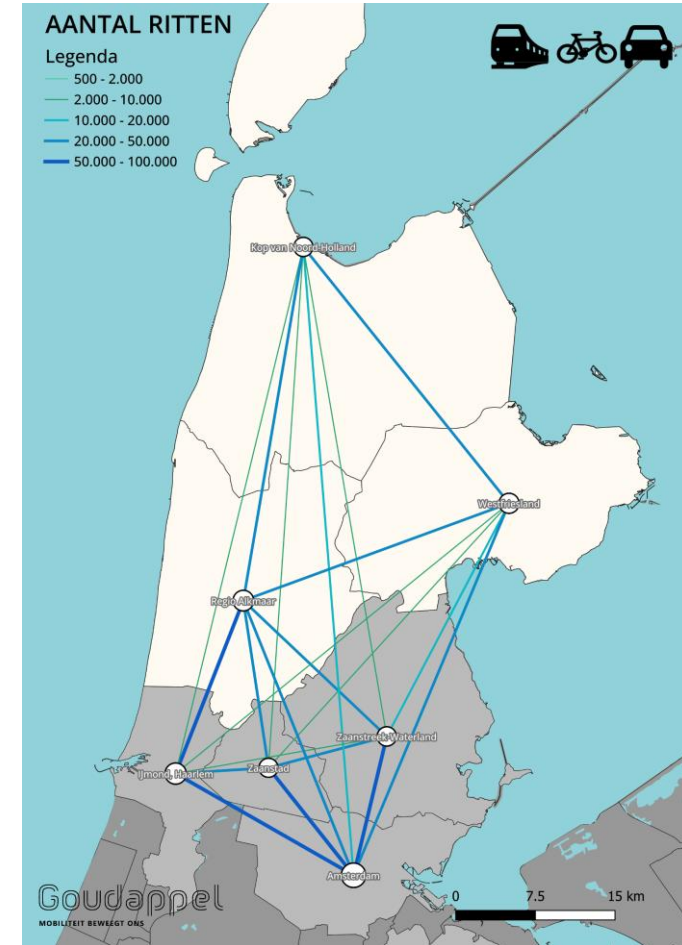 AANTAL RITTEN
Legenda
500 - 2.000
2.000 - 10.000
10.000 - 20.000
20.000 - 50.000
50.000 - 100.000
Kop van Noord-Holland
Westfriesland
Regio Alkmaar
Zaanstreek-Waterland
IJmond, Haarlem
Zaanstad
Amsterdam
Goudappel
MOBILITEIT BEWEEGT ONS
0 7.5 15 km